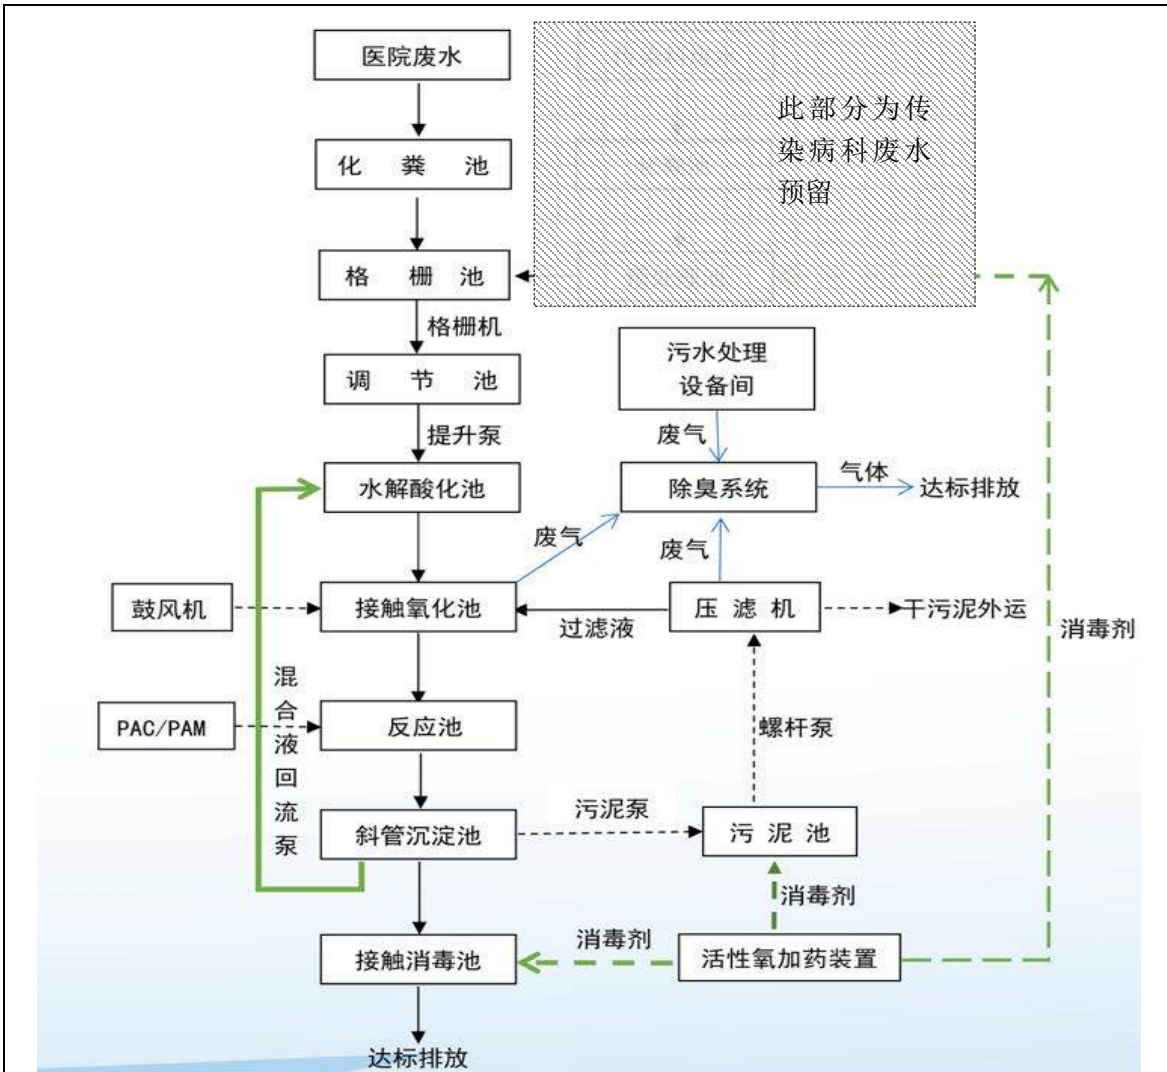 医院废水
此部分为传
染病科废水
预留
化 粪 池
格 栅 池
格栅机
污水处理
设备间
调 节 池
提升泵
废气
气体
水解酸化池
除臭系统
达标排放
废气
废气
鼓风机
接触氧化池
过滤液
压 滤 机
干污泥外运
消毒剂
混合液回流泵
PAC/PAM
反应池
螺杆泵
斜管沉淀池
污泥泵
污 泥 池
消毒剂
消毒剂
接触消毒池
活性氧加药装置
达标排放